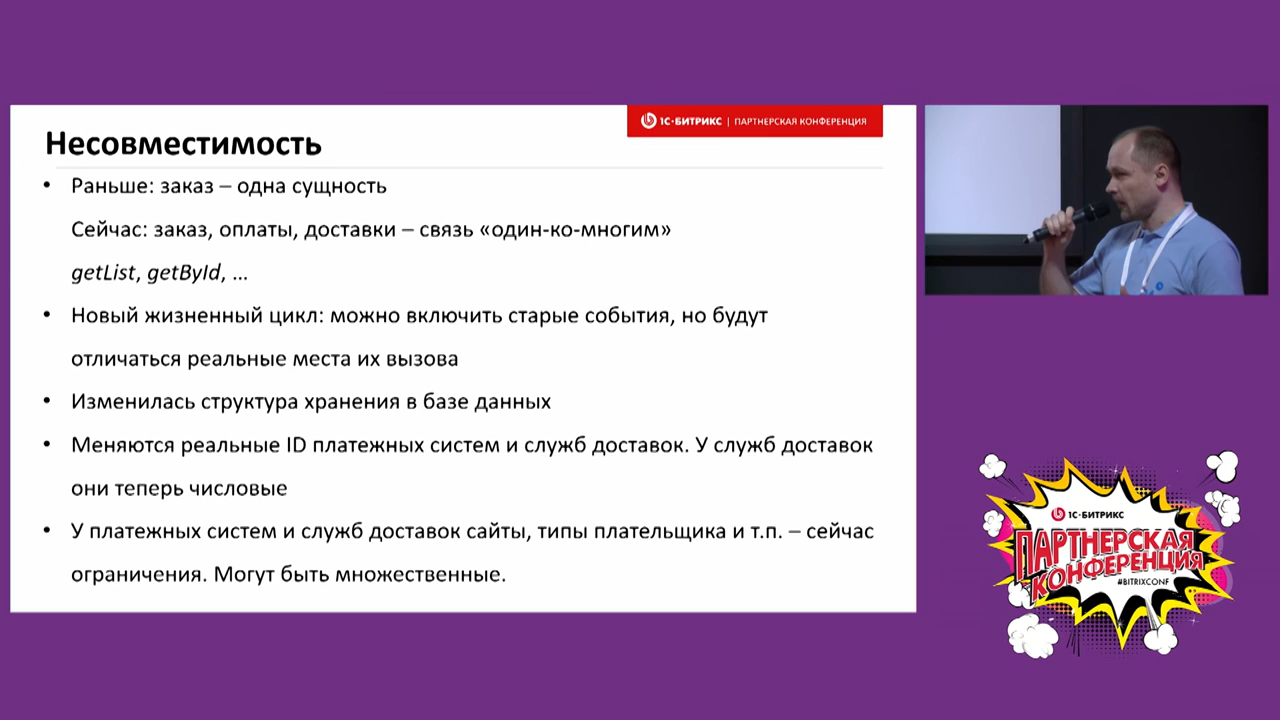 1С-БИТРИКС | ПАРТНЕРСКАЯ КОНФЕРЕНЦИЯ
Несовместимость
• Раньше: заказ – одна сущность
Сейчас: заказ, оплаты, доставки – связь «один-ко-многим»
getList, getById, ...
• Новый жизненный цикл: можно включить старые события, но будут
отличаться реальные места их вызова
• Изменилась структура хранения в базе данных
• Меняются реальные ID платежных систем и служб доставок. У служб доставок
они теперь числовые
• У платежных систем и служб доставок сайты, типы плательщика и т.п. – сейчас
ограничения. Могут быть множественные.
1С-БИТРИКС
ПАРТНЕРСКАЯ
КОНФЕРЕНЦИЯ
#BITRIXCONF